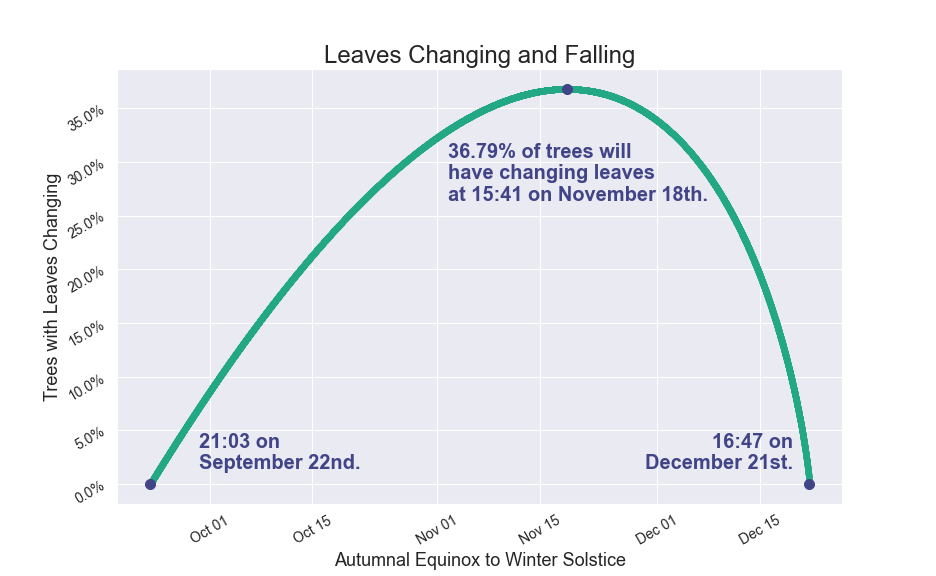 Leaves Changing and Falling
Trees with Leaves Changing
35.0%
30.0%
25.0%
20.0%
15.0%
10.0%
5.0%
0.0%
36.79% of trees will
have changing leaves
at 15:41 on November 18th.
21:03 on
September 22nd.
16:47 on
December 21st.
Oct 01
Oct 15
Nov 01
Nov 15
Dec 01
Dec 15
Autumnal Equinox to Winter Solstice